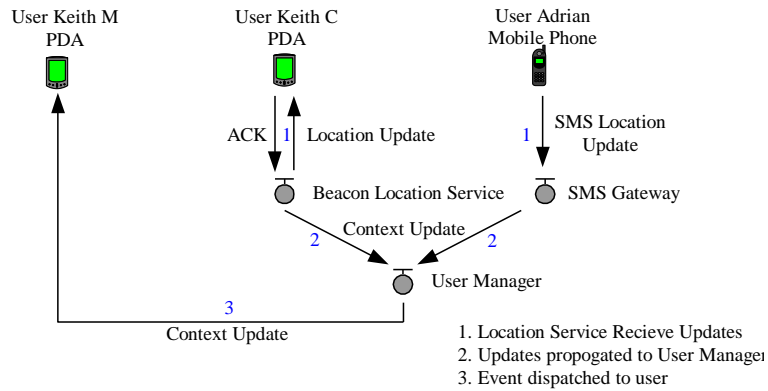 User Keith M
PDA
User Keith C
PDA
User Adrian
Mobile Phone
ACK
1
Location Update
1
SMS Location
Update
Beacon Location Service
SMS Gateway
2
Context Update
2
User Manager
3
Context Update
1. Location Service Recieve Updates
2. Updates propogated to User Manager
3. Event dispatched to user